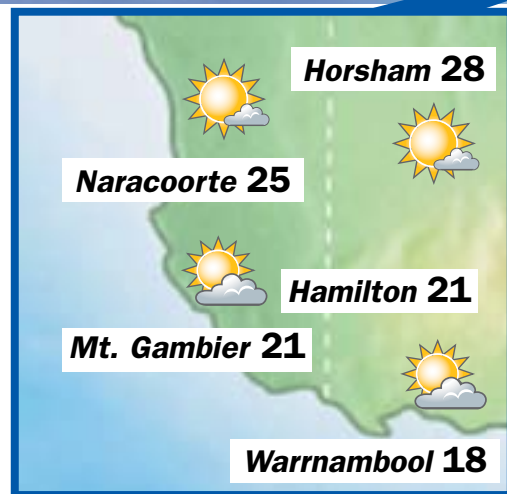 Horsham 28
Naracoorte 25
Hamilton 21
Mt. Gambier 21
Warrnambool 18